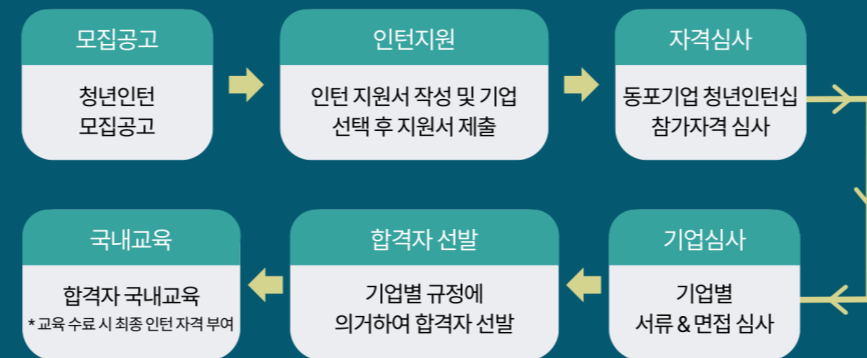 모집공고
청년인턴
모집공고
인턴지원
인턴 지원서 작성 및 기업
선택 후 지원서 제출
자격심사
동포기업 청년인턴십
참가자격 심사
기업심사
기업별
서류 & 면접 심사
합격자 선발
기업별 규정에
의거하여 합격자 선발
국내교육
합격자 국내교육
* 교육 수료 시 최종 인턴 자격 부여